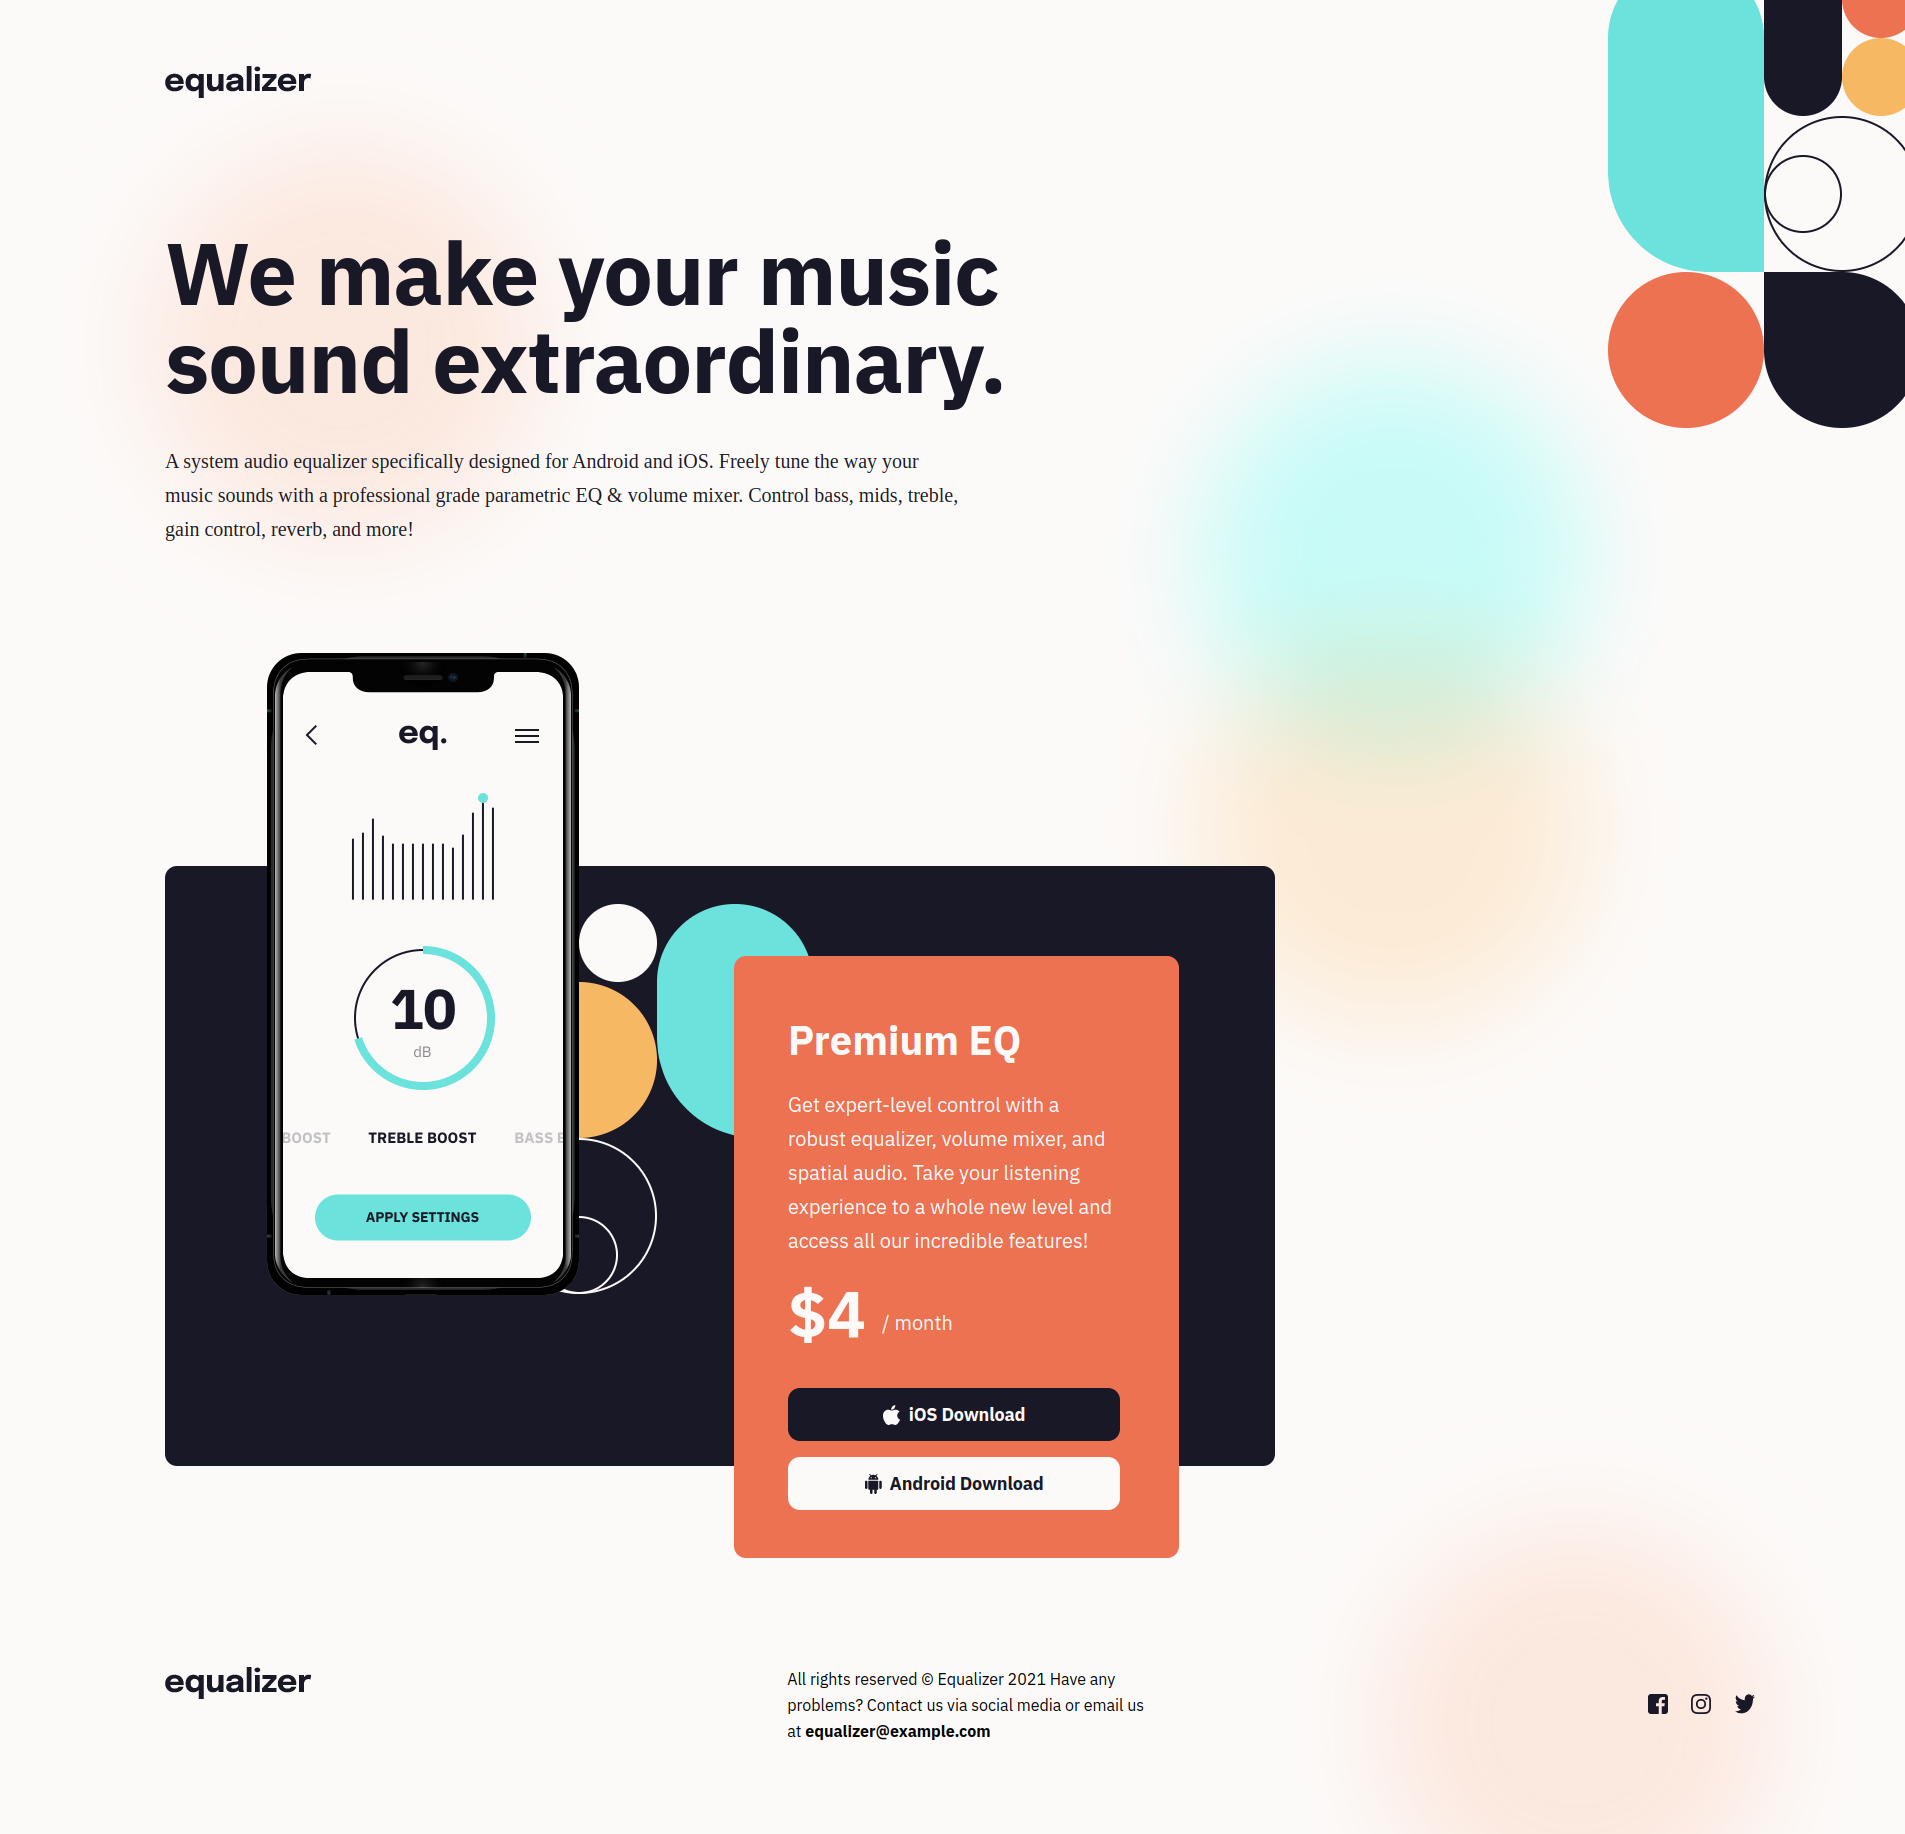 equalizer
We make your music
sound extraordinary.
A system audio equalizer specifically designed for Android and iOS. Freely tune the way your
music sounds with a professional grade parametric EQ & volume mixer. Control bass, mids, treble,
gain control, reverb, and more!
eq.
10
dB
BOOST TREBLE BOOST BASS B
APPLY SETTINGS
Premium EQ
Get expert-level control with a
robust equalizer, volume mixer, and
spatial audio. Take your listening
experience to a whole new level and
access all our incredible features!
$4 / month
iOS Download
Android Download
equalizer
All rights reserved © Equalizer 2021 Have any
problems? Contact us via social media or email us
at equalizer@example.com